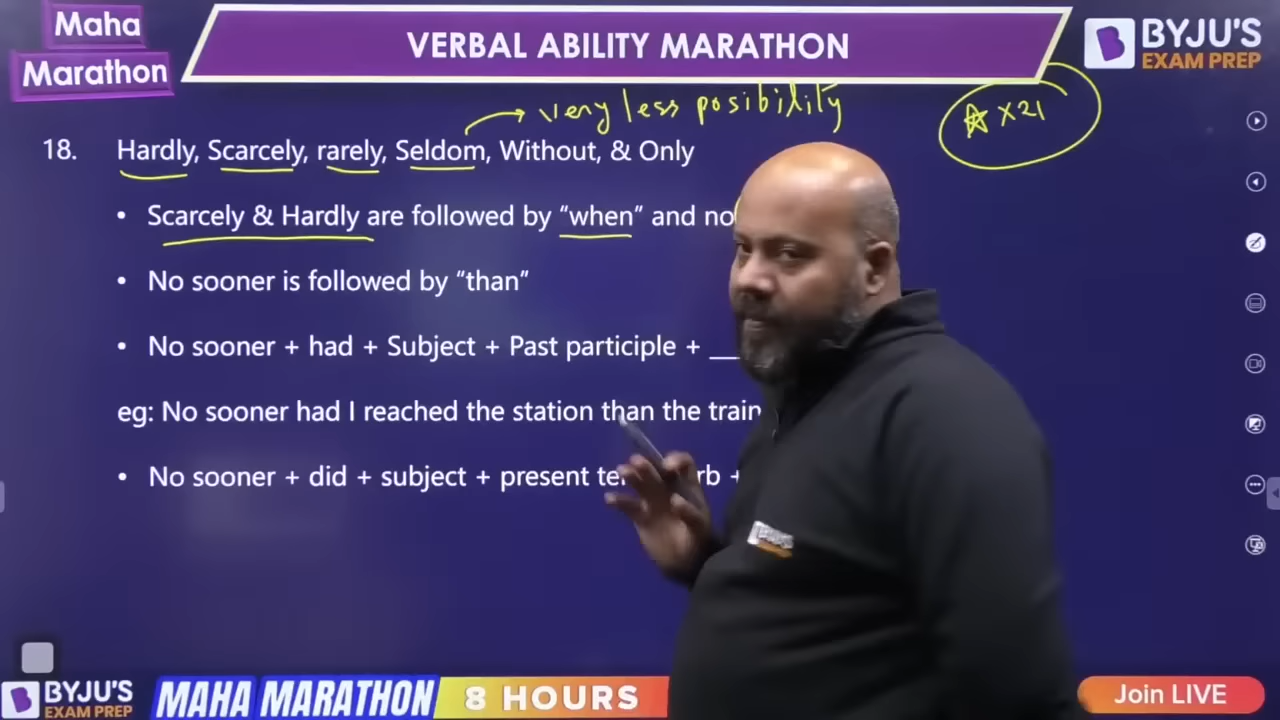 Maha
Marathon
VERBAL ABILITY MARATHON
BYJU'S
EXAM PREP
very less posibility
x21
18. Hardly, Scarcely, rarely, Seldom, Without, & Only
• Scarcely & Hardly are followed by “when” and
• No sooner is followed by “than”
• No sooner + had + Subject + Past participle + __
eg: No sooner had I reached the station than the train
• No sooner + did + subject + present
BYJU'S
EXAM PREP
MAHA MARATHON
8 HOURS
Join LIVE